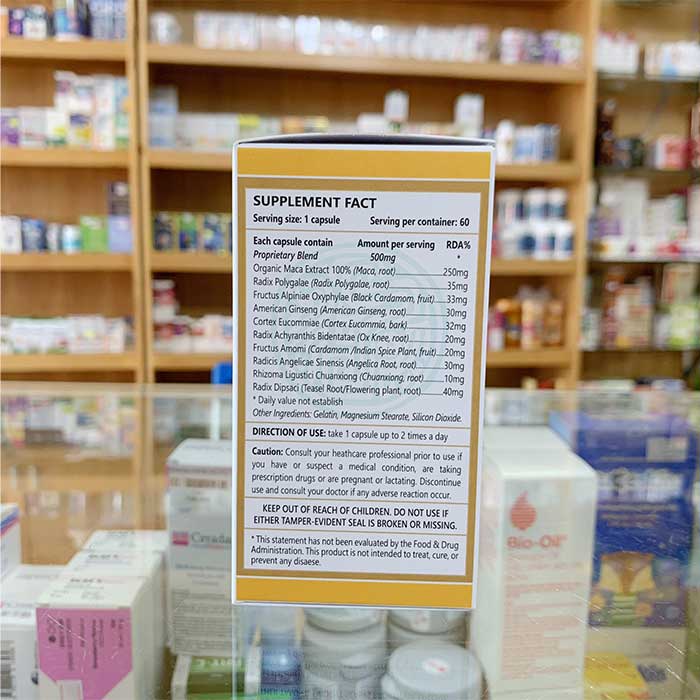 SUPPLEMENT FACT
Serving size: 1 capsule Serving per container: 60
Each capsule contain Amount per serving RDA%
Proprietary Blend 500mg *
Organic Maca Extract 100% (Maca, root) 250mg
Radix Polygalae (Radix Polygalae, root) 35mg
Fructus Alpiniae Oxyphylae (Black Cardamom, fruit) 33mg
American Ginseng (American Ginseng, root) 30mg
Cortex Eucommiae (Cortex Eucommia, bark) 32mg
Radix Achyranthis Bidentatae (Ox Knee, root) 20mg
Fructus Amomi (Cardamom /Indian Spice Plant, fruit) 20mg
Radicis Angelicae Sinensis (Angelica Root, root) 30mg
Rhizoma Ligustici Chuanxiong (Chuanxiong, root) 10mg
Radix Dipsaci (Teasel Root/Flowering plant, root) 40mg
* Daily value not establish
Other Ingredients: Gelatin, Magnesium Stearate, Silicon Dioxide.
DIRECTION OF USE: take 1 capsule up to 2 times a day
Caution: Consult your heathcare professional prior to use if
you have or suspect a medical condition, are taking
prescription drugs or are pregnant or lactating. Discontinue
use and consult your doctor if any adverse reaction occur.
KEEP OUT OF REACH OF CHILDREN. DO NOT USE IF
EITHER TAMPER-EVIDENT SEAL IS BROKEN OR MISSING.
* This statement has not been evaluated by the Food & Drug
Administration. This product is not intended to treat, cure, or
prevent any disaese.
Bio-Oil